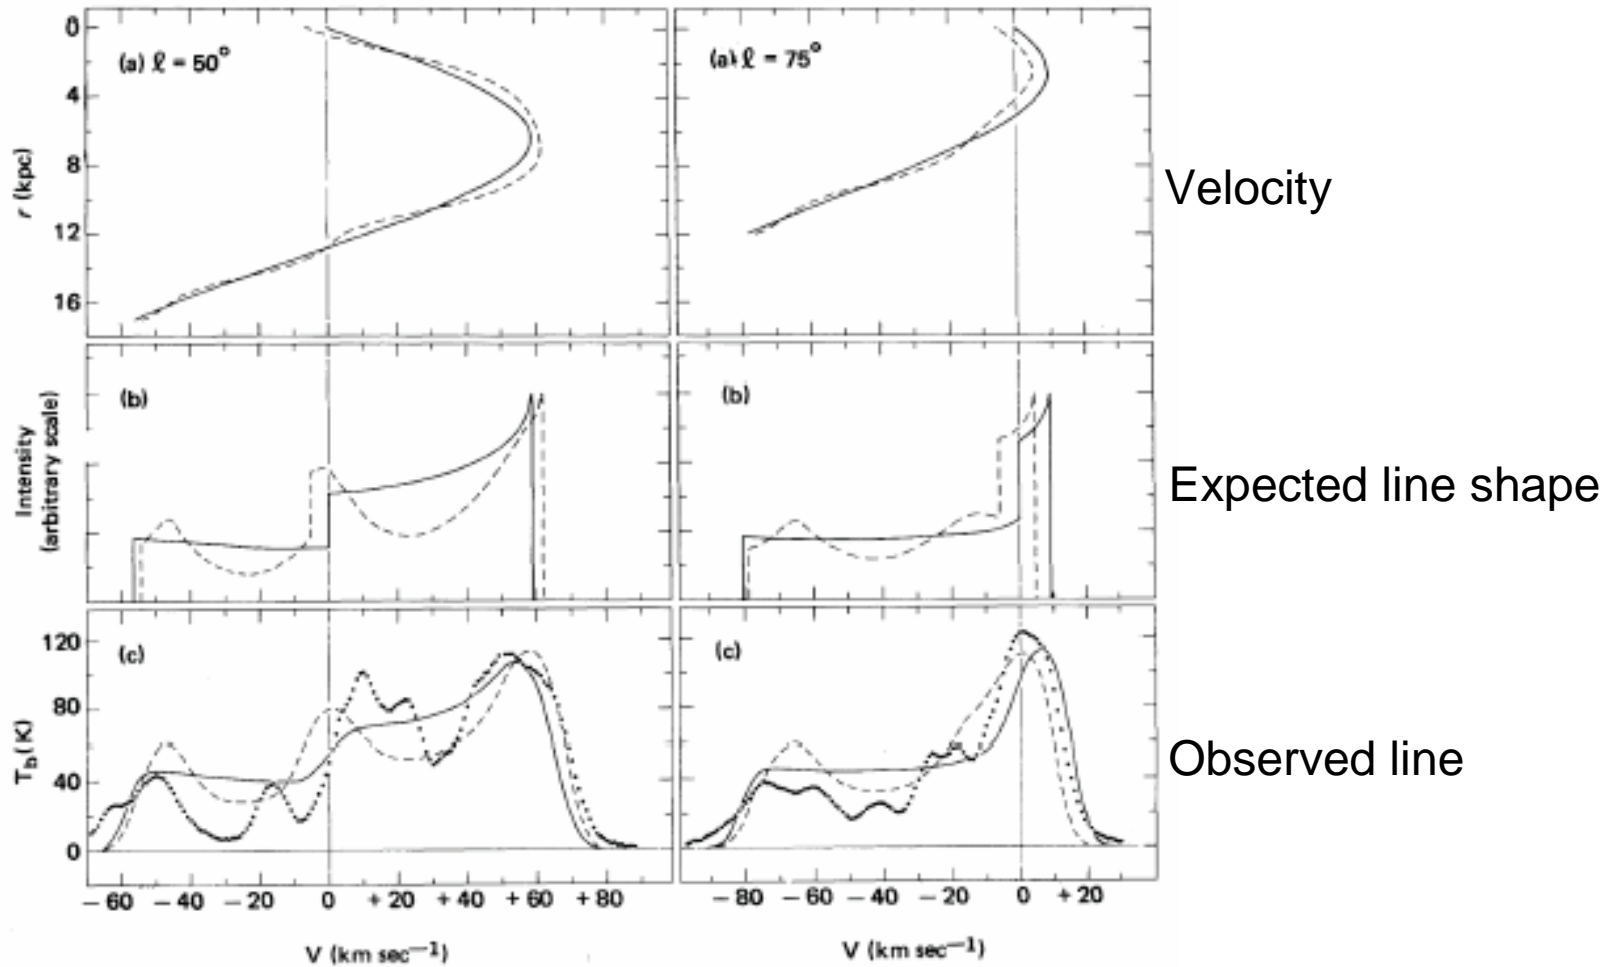 (a) ℓ = 50°
(a) ℓ = 75°
0
4
8
12
16
r (kpc)
Velocity
(b)
(b)
Intensity
(arbitrary scale)
Expected line shape
(c)
(c)
120
80
40
0
T_b (K)
Observed line
−60 −40 −20 0 +20 +40 +60 +80
−80 −60 −40 −20 0 +20
V (km sec⁻¹)
V (km sec⁻¹)